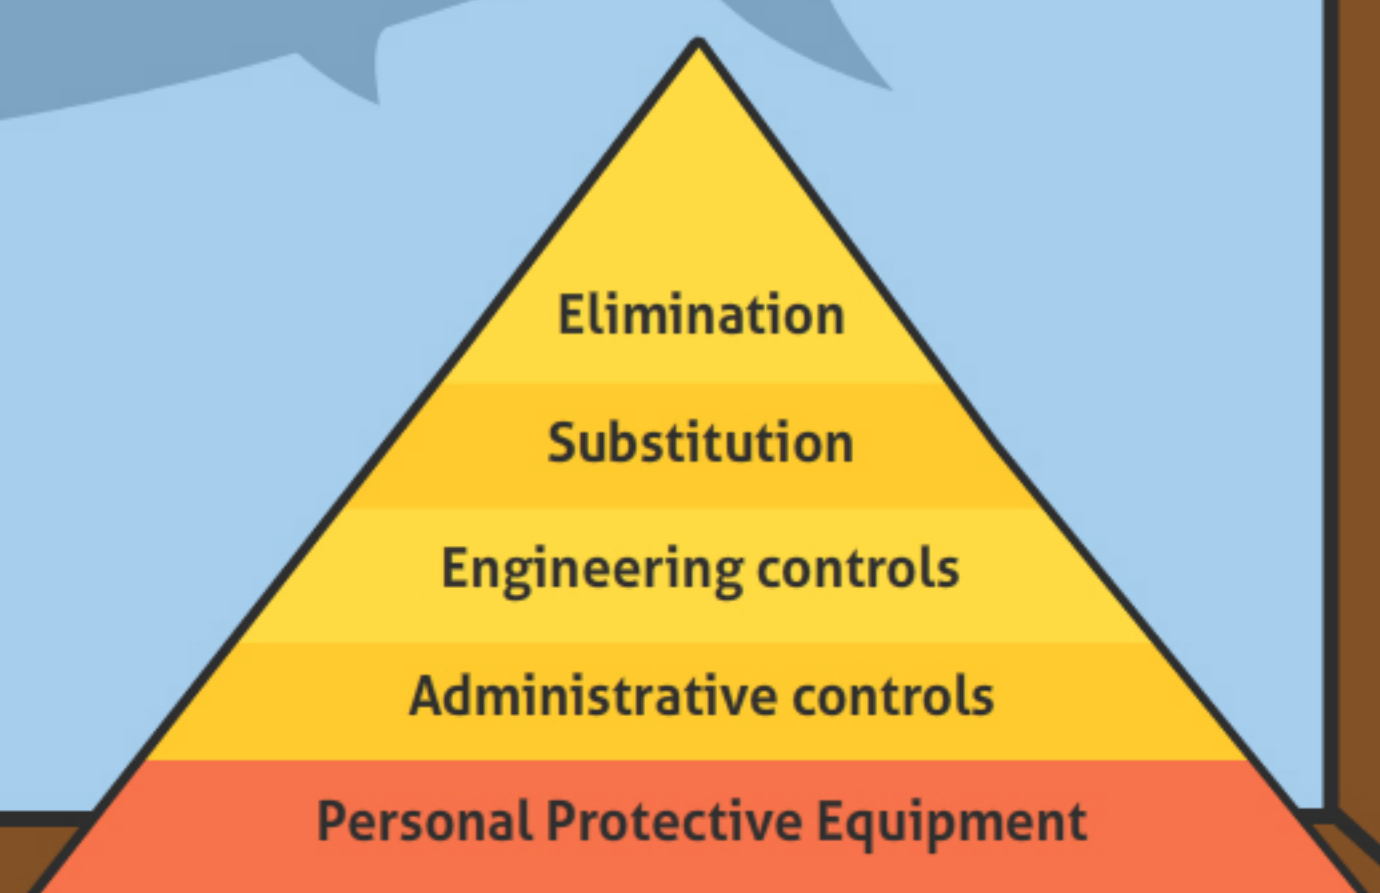 Elimination
Substitution
Engineering controls
Administrative controls
Personal Protective Equipment